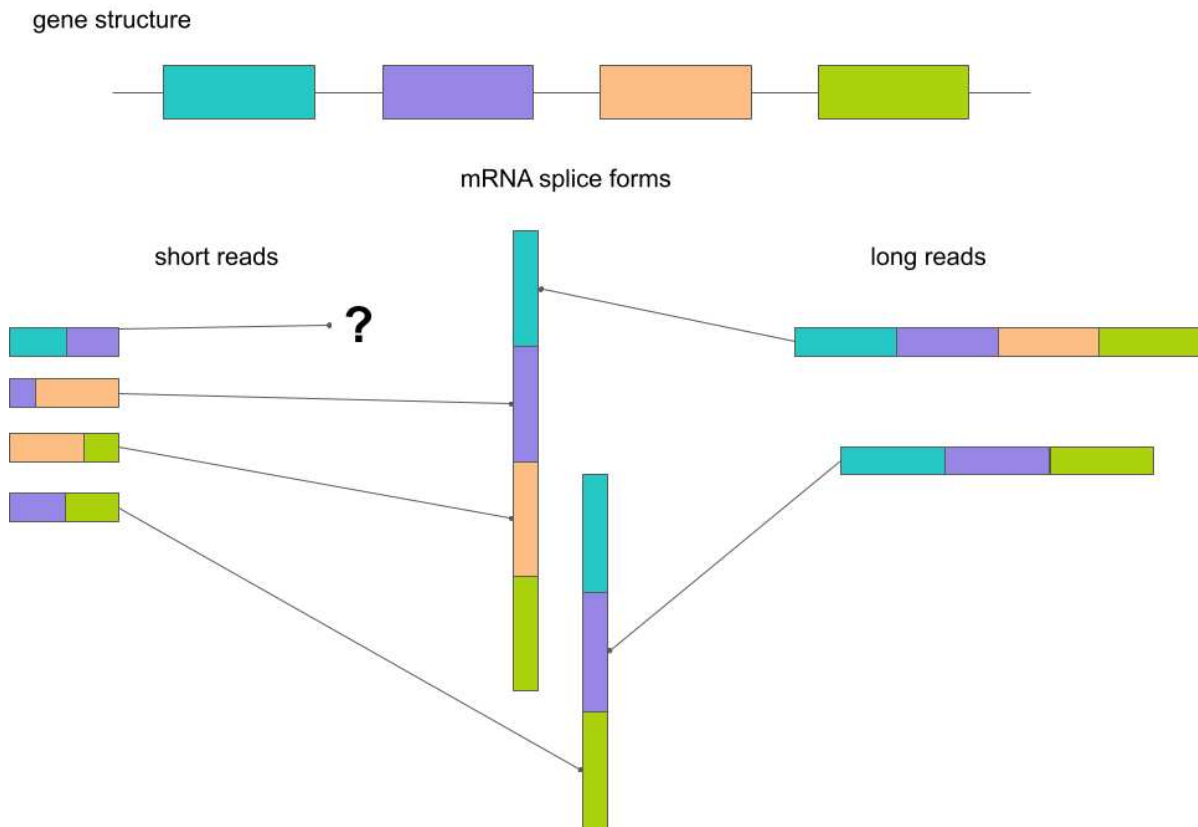 gene structure
mRNA splice forms
short reads
long reads
?